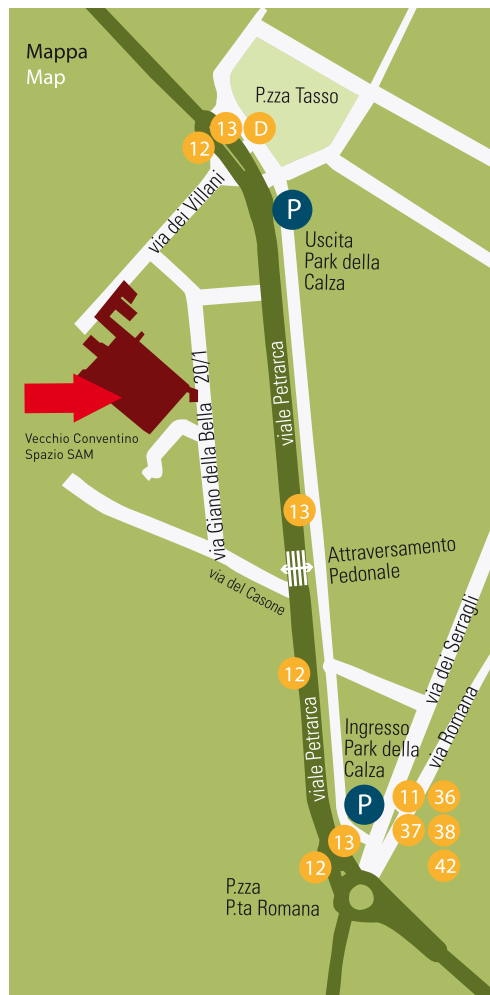 Mappa
Map
P.zza Tasso
13
D
12
via dei Villani
P
Uscita
Park della
Calza
20/1
viale Petrarca
Vecchio Conventino
Spazio SAM
via Giano della Bella
13
Attraversamento
Pedonale
via del Casone
via dei Serragli
12
via Romana
viale Petrarca
Ingresso
Park della
Calza
P
11
36
37
38
13
12
42
P.zza
P.ta Romana